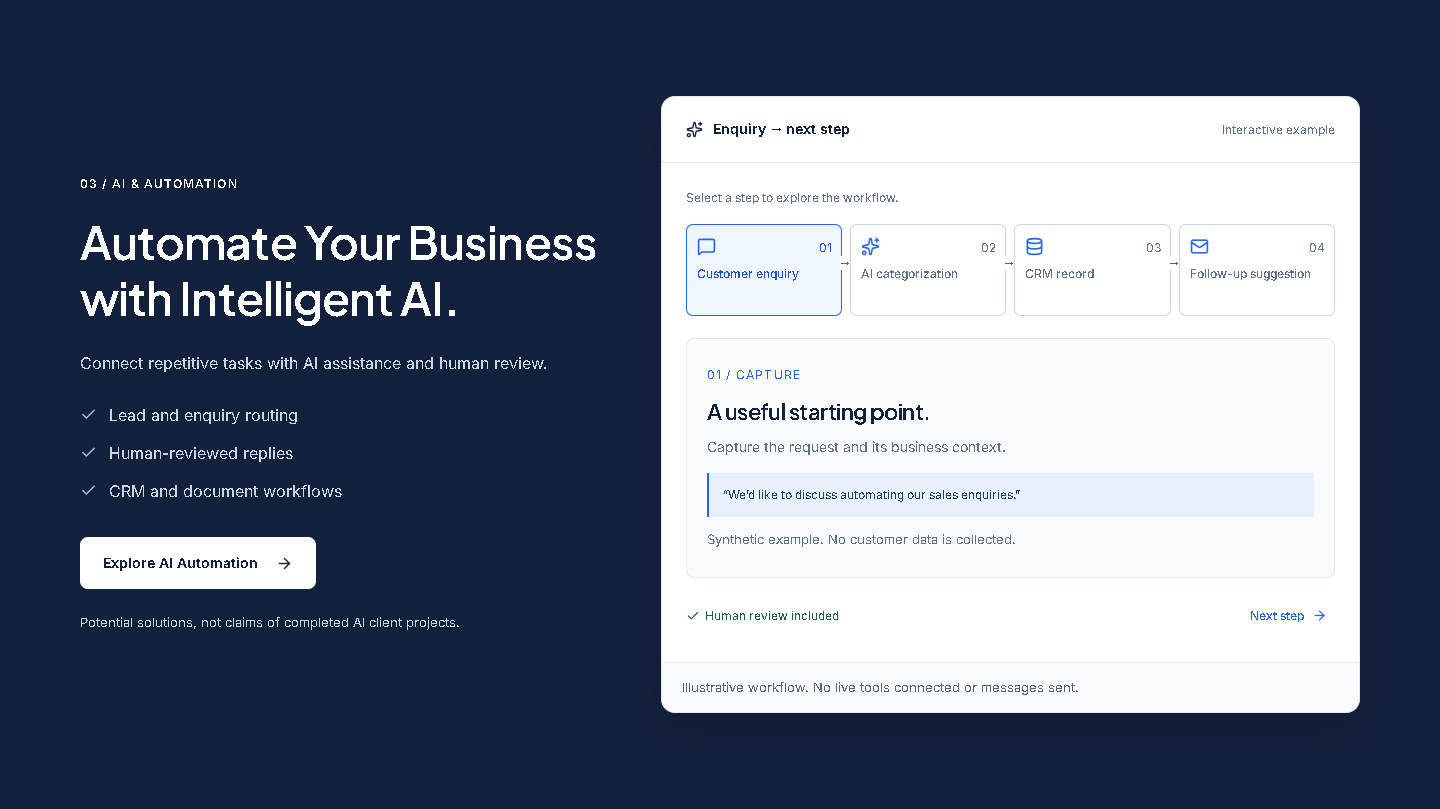 03 / AI & AUTOMATION
Automate Your Business
with Intelligent AI.
Connect repetitive tasks with AI assistance and human review.
Lead and enquiry routing
Human-reviewed replies
CRM and document workflows
Explore AI Automation →
Potential solutions, not claims of completed AI client projects.
Enquiry → next step
Interactive example
Select a step to explore the workflow.
01
Customer enquiry
→
02
AI categorization
→
03
CRM record
→
04
Follow-up suggestion
01 / CAPTURE
A useful starting point.
Capture the request and its business context.
“We’d like to discuss automating our sales enquiries.”
Synthetic example. No customer data is collected.
Human review included
Next step →
Illustrative workflow. No live tools connected or messages sent.